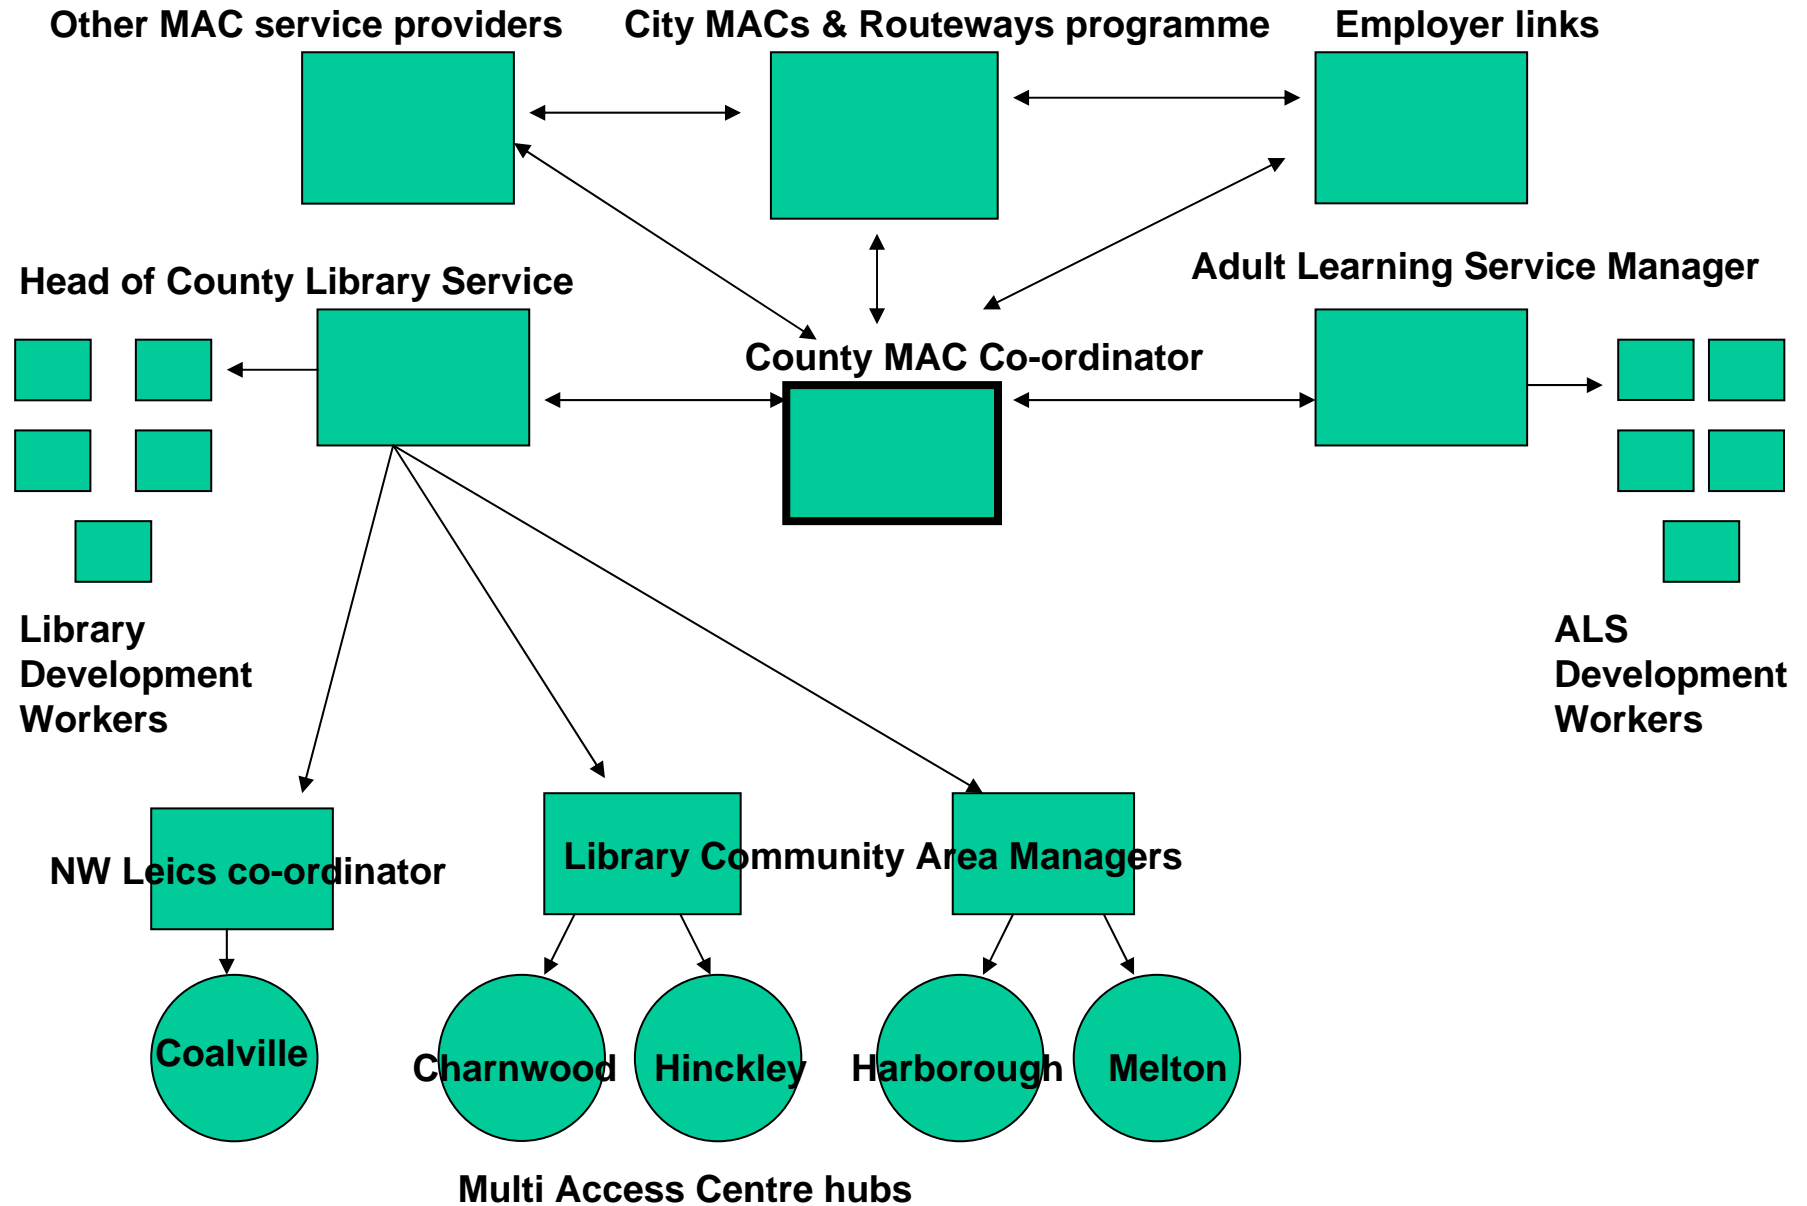 Other MAC service providers
City MACs & Routeways programme
Employer links
Head of County Library Service
Adult Learning Service Manager
County MAC Co-ordinator
Library
Development
Workers
ALS
Development
Workers
NW Leics co-ordinator
Library Community Area Managers
Coalville
Charnwood
Hinckley
Harborough
Melton
Multi Access Centre hubs